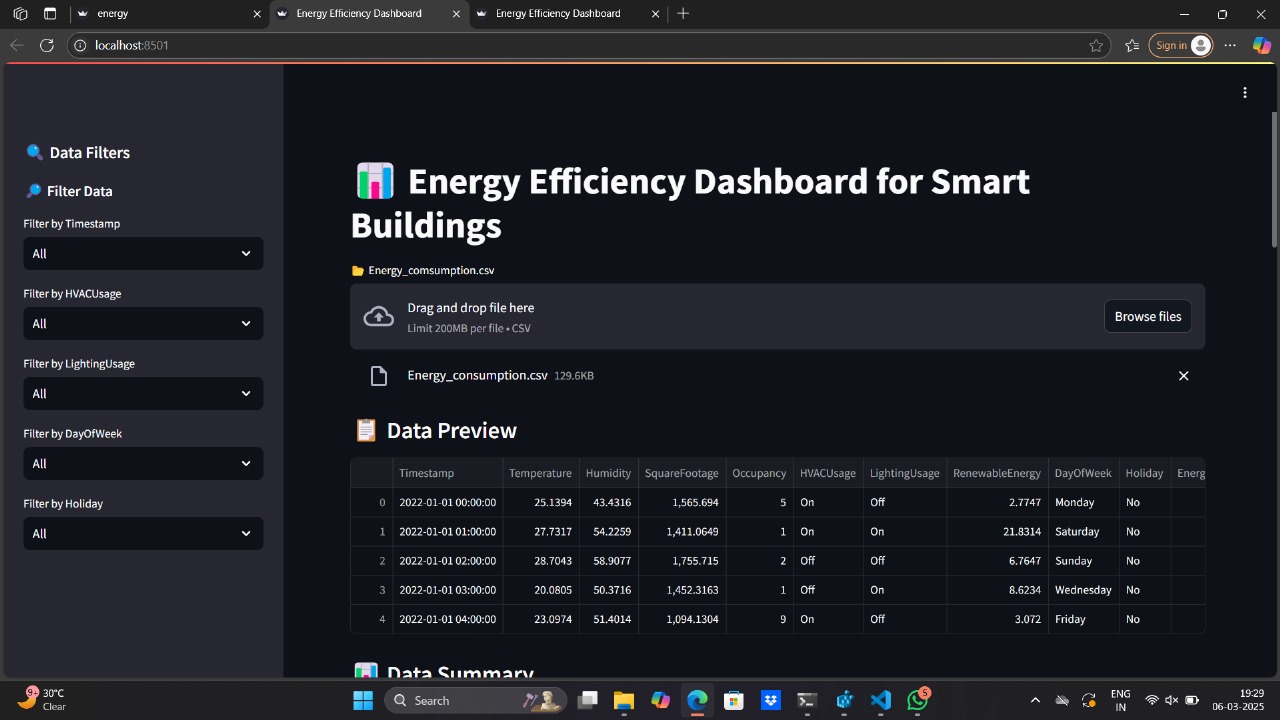 energy
Energy Efficiency Dashboard
Energy Efficiency Dashboard
localhost:8501
Sign in
Data Filters
Filter Data
Filter by Timestamp
All
Filter by HVACUsage
All
Filter by LightingUsage
All
Filter by DayOfWeek
All
Filter by Holiday
All
Energy Efficiency Dashboard for Smart
Buildings
Energy_comsumption.csv
Drag and drop file here
Limit 200MB per file • CSV
Browse files
Energy_consumption.csv 129.6KB
Data Preview
Timestamp Temperature Humidity SquareFootage Occupancy HVACUsage LightingUsage RenewableEnergy DayOfWeek Holiday Energ
0 2022-01-01 00:00:00 25.1394 43.4316 1,565.694 5 On Off 2.7747 Monday No
1 2022-01-01 01:00:00 27.7317 54.2259 1,411.0649 1 On On 21.8314 Saturday No
2 2022-01-01 02:00:00 28.7043 58.9077 1,755.715 2 Off Off 6.7647 Sunday No
3 2022-01-01 03:00:00 20.0805 50.3716 1,452.3163 1 Off On 8.6234 Wednesday No
4 2022-01-01 04:00:00 23.0974 51.4014 1,094.1304 9 On Off 3.072 Friday No
Data Summary
9+
30°C
Clear
Search
5
ENG
IN
19:29
06-03-2025